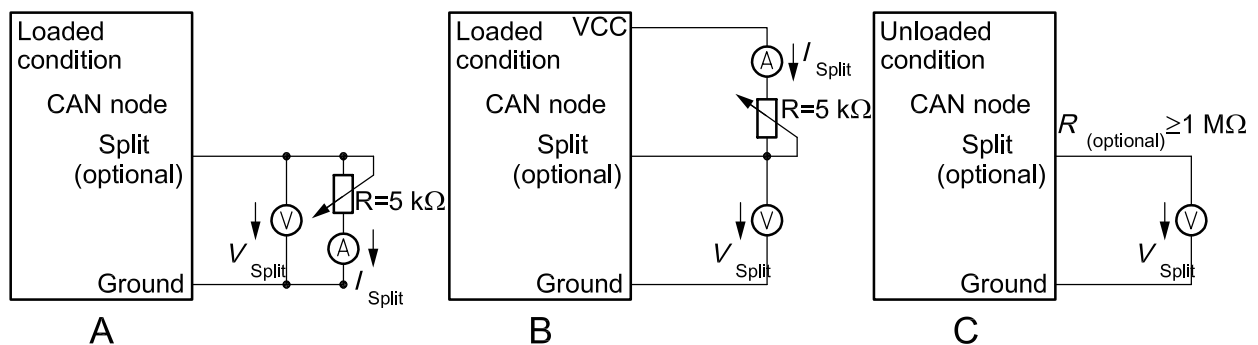 Loaded
condition
CAN node
Split
(optional)
V
R=5 kΩ
A
V Split
I Split
Ground
A
Loaded
condition
VCC
A
I Split
CAN node
R=5 kΩ
Split
(optional)
V
V Split
Ground
B
Unloaded
condition
CAN node
R (optional) ≥1 MΩ
Split
(optional)
V
V Split
Ground
C